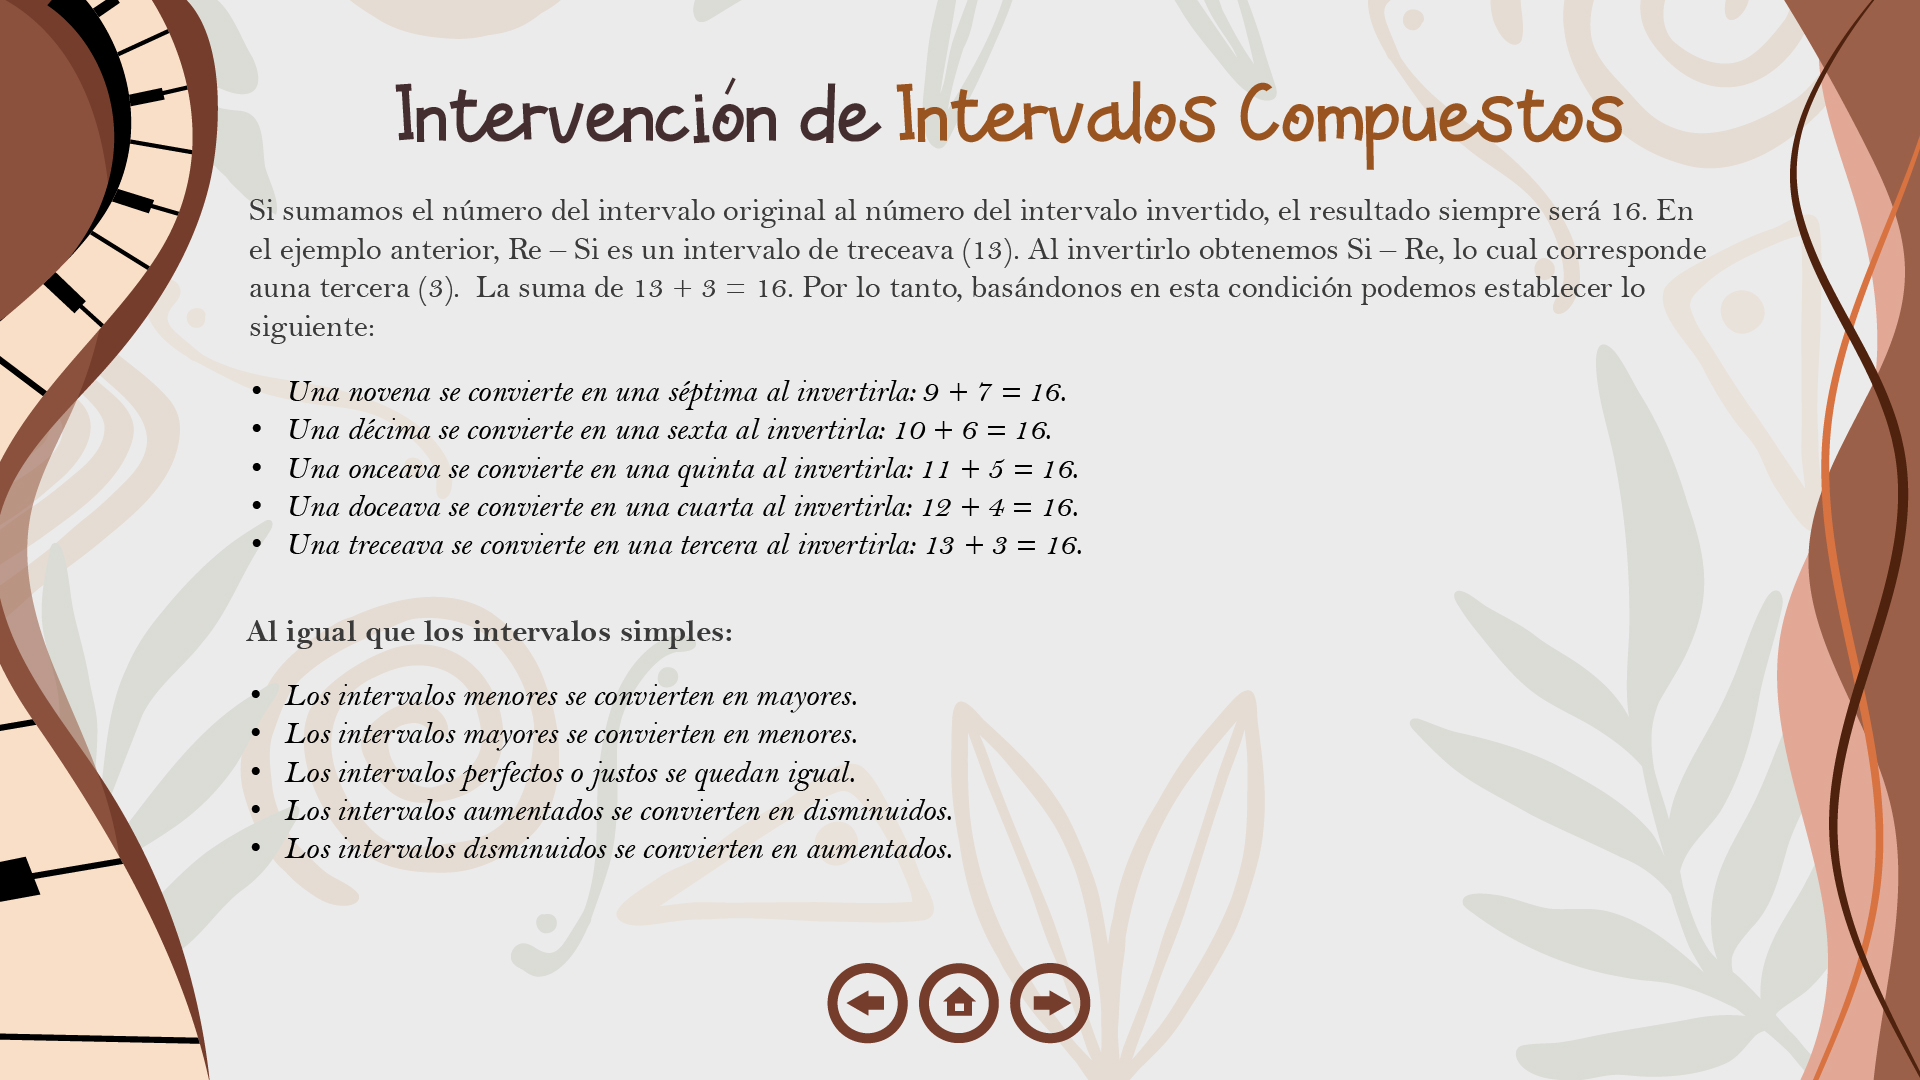 Intervención de Intervalos Compuestos
Si sumamos el número del intervalo original al número del intervalo invertido, el resultado siempre será 16. En
el ejemplo anterior, Re – Si es un intervalo de treceava (13). Al invertirlo obtenemos Si – Re, lo cual corresponde
auna tercera (3).  La suma de 13 + 3 = 16. Por lo tanto, basándonos en esta condición podemos establecer lo
siguiente:
• Una novena se convierte en una séptima al invertirla: 9 + 7 = 16.
• Una décima se convierte en una sexta al invertirla: 10 + 6 = 16.
• Una onceava se convierte en una quinta al invertirla: 11 + 5 = 16.
• Una doceava se convierte en una cuarta al invertirla: 12 + 4 = 16.
• Una treceava se convierte en una tercera al invertirla: 13 + 3 = 16.
Al igual que los intervalos simples:
• Los intervalos menores se convierten en mayores.
• Los intervalos mayores se convierten en menores.
• Los intervalos perfectos o justos se quedan igual.
• Los intervalos aumentados se convierten en disminuidos.
• Los intervalos disminuidos se convierten en aumentados.